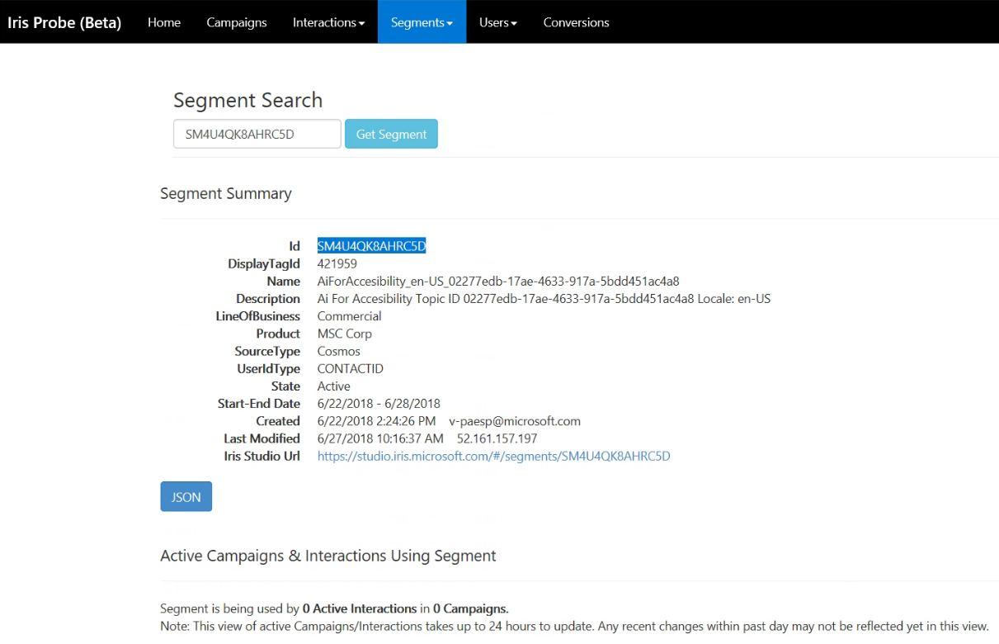 Iris Probe (Beta) Home Campaigns Interactions Segments Users Conversions
Segment Search
SM4U4QK8AHRC5D Get Segment
Segment Summary
Id SM4U4QK8AHRC5D
DisplayTagId 421959
Name AiForAccesibility_en-US_02277edb-17ae-4633-917a-5bdd451ac4a8
Description Ai For Accesibility Topic ID 02277edb-17ae-4633-917a-5bdd451ac4a8 Locale: en-US
LineOfBusiness Commercial
Product MSC Corp
SourceType Cosmos
UserIdType CONTACTID
State Active
Start-End Date 6/22/2018 - 6/28/2018
Created 6/22/2018 2:24:26 PM v-paesp@microsoft.com
Last Modified 6/27/2018 10:16:37 AM 52.161.157.197
Iris Studio Url https://studio.iris.microsoft.com/#/segments/SM4U4QK8AHRC5D
JSON
Active Campaigns & Interactions Using Segment
Segment is being used by 0 Active Interactions in 0 Campaigns.
Note: This view of active Campaigns/Interactions takes up to 24 hours to update. Any recent changes within past day may not be reflected yet in this view.